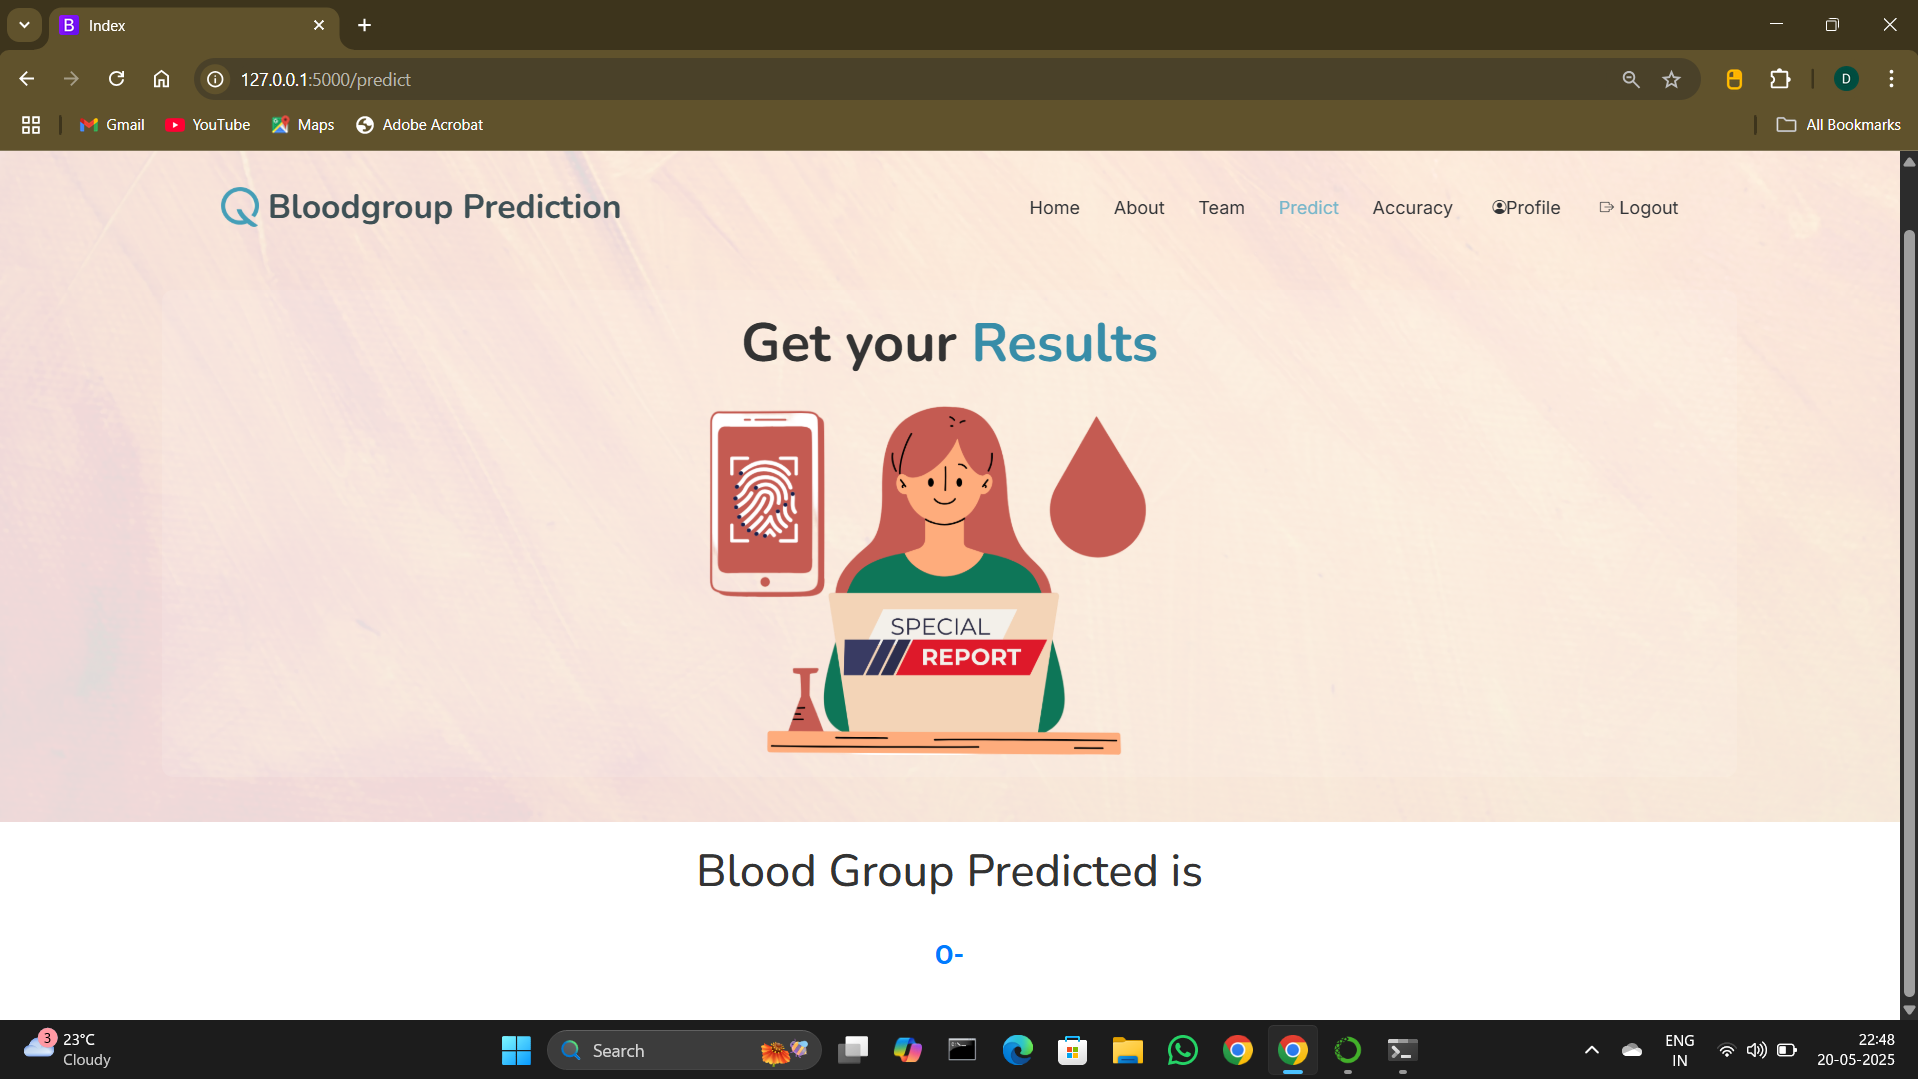 B Index
127.0.0.1:5000/predict
D
Gmail YouTube Maps Adobe Acrobat All Bookmarks
Bloodgroup Prediction Home About Team Predict Accuracy Profile Logout
Get your Results
SPECIAL
REPORT
Blood Group Predicted is
O-
3 23°C
Cloudy
Search
ENG
IN
22:48
20-05-2025